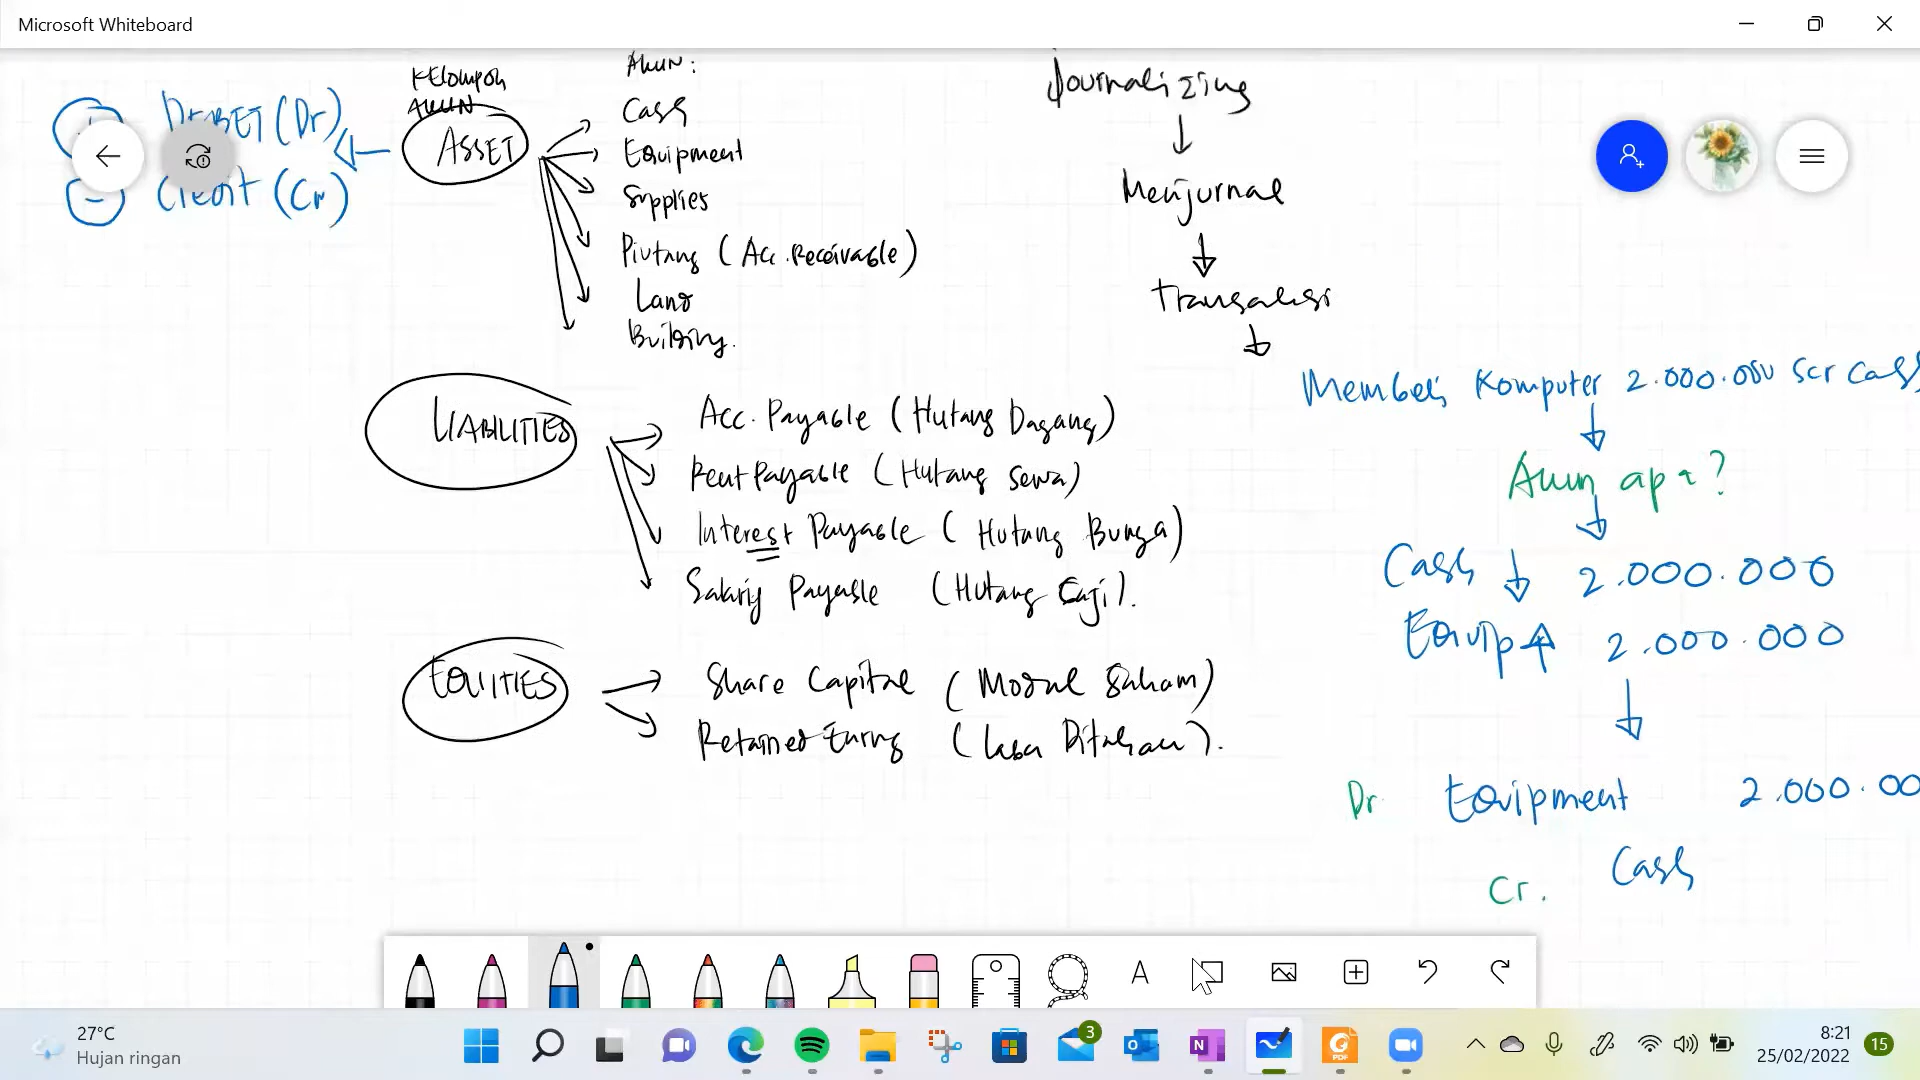 Microsoft Whiteboard
DEBET (Dr)
Credit (Cr)
Kelompok
AKUN
ASSET
Akun:
Cash
Equipment
Supplies
Piutang (Acc. Receivable)
Land
Building.
LIABILITIES
Acc. Payable (Hutang Dagang)
Rent Payable (Hutang Sewa)
Interest Payable (Hutang Bunga)
Salary Payable (Hutang Gaji).
EQUITIES
Share Capital (Modal Saham)
Retained Earng (Laba Ditahan).
Journalizing
Menjurnal
Transaksi
Membeli Komputer 2.000.000 scr Cash
Akun apa?
Cash ↓ 2.000.000
Equip ↑ 2.000.000
Dr. Equipment 2.000.00
Cr. Cash
A
27°C
Hujan ringan
3
8:21
25/02/2022
15